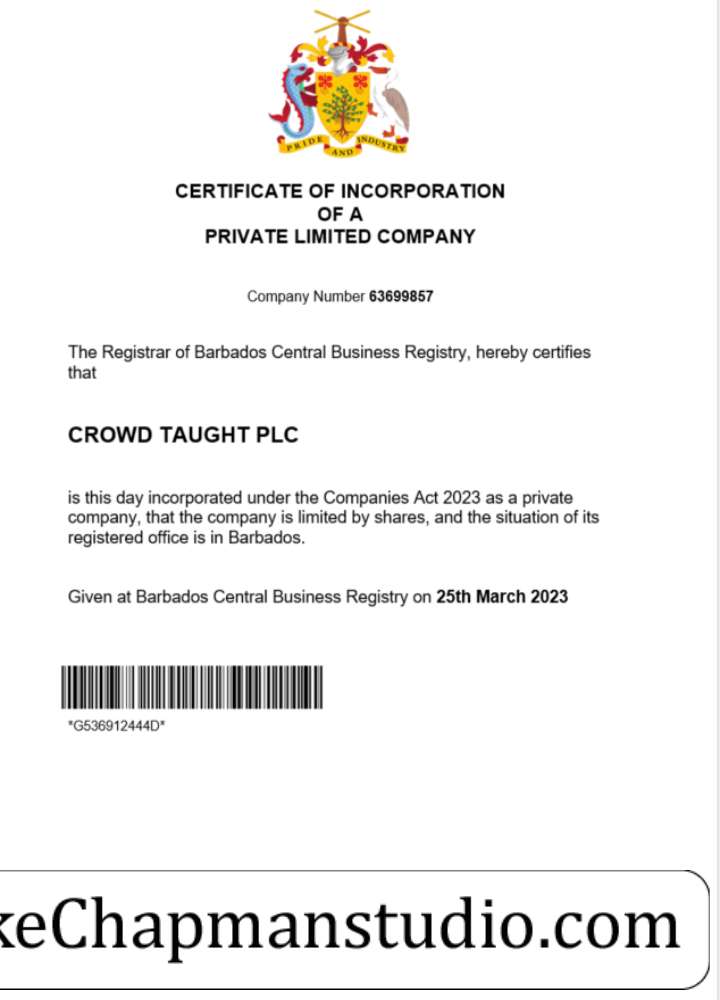 PRIDE AND INDUSTRY
CERTIFICATE OF INCORPORATION
OF A
PRIVATE LIMITED COMPANY
Company Number 63699857
The Registrar of Barbados Central Business Registry, hereby certifies
that
CROWD TAUGHT PLC
is this day incorporated under the Companies Act 2023 as a private
company, that the company is limited by shares, and the situation of its
registered office is in Barbados.
Given at Barbados Central Business Registry on 25th March 2023
*G536912444D*
keChapmanstudio.com